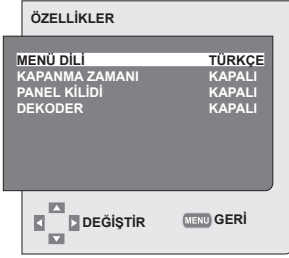 ÖZELLİKLER
MENÜ DİLİ TÜRKÇE
KAPANMA ZAMANI KAPALI
PANEL KİLİDİ KAPALI
DEKODER KAPALI
DEĞİŞTİR MENU GERİ